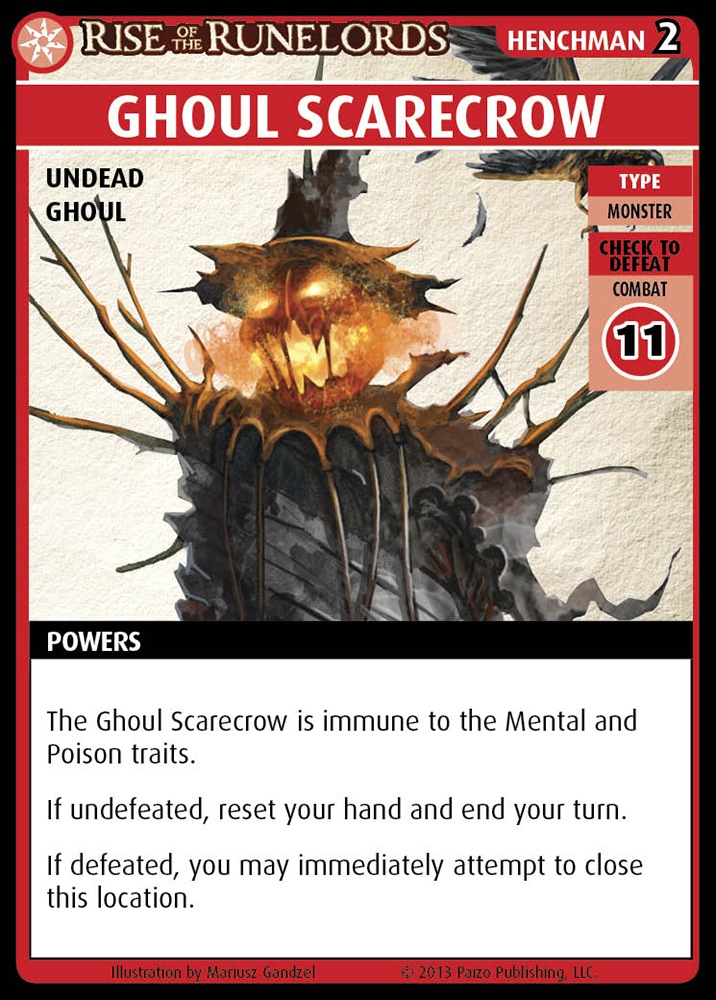 RISE OF THE RUNELORDS
HENCHMAN 2
GHOUL SCARECROW
UNDEAD
GHOUL
TYPE
MONSTER
CHECK TO
DEFEAT
COMBAT
11
POWERS
The Ghoul Scarecrow is immune to the Mental and
Poison traits.
If undefeated, reset your hand and end your turn.
If defeated, you may immediately attempt to close
this location.
Illustration by Mariusz Gandzel
© 2013 Paizo Publishing, LLC.